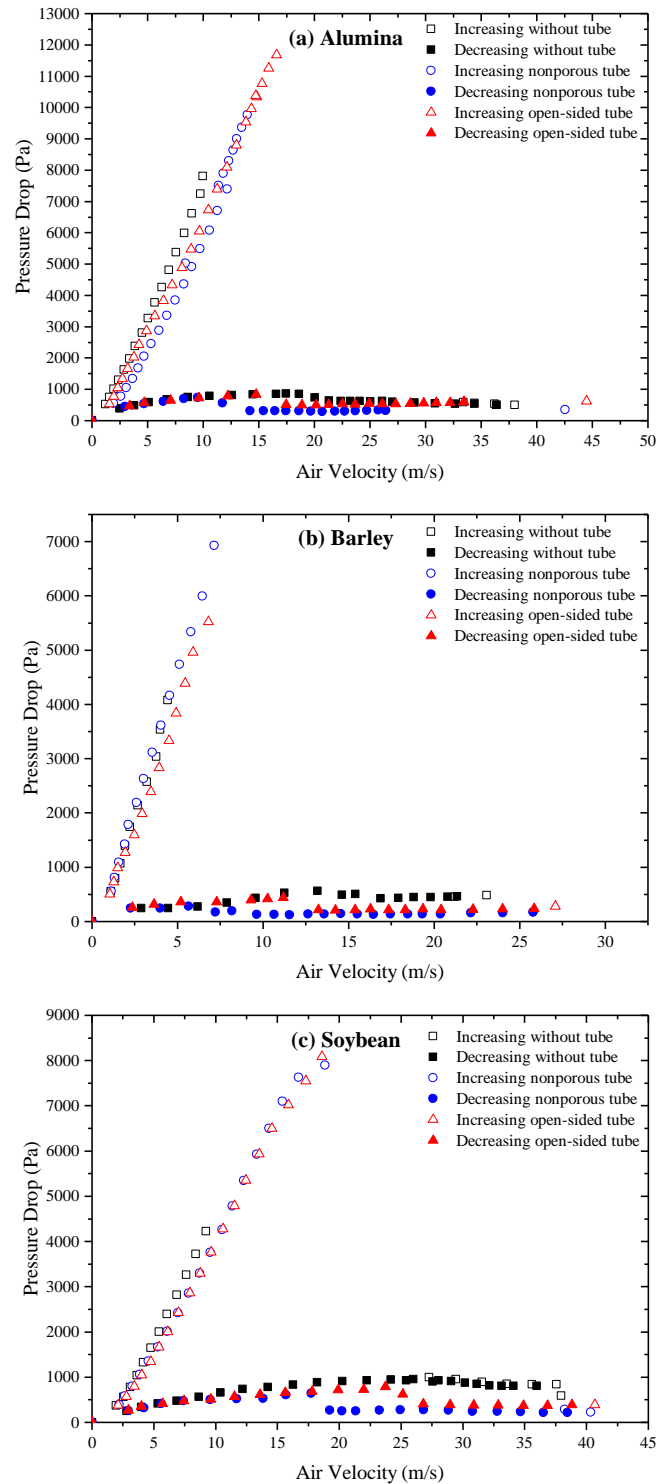 13000
12000
11000
10000
9000
8000
7000
6000
5000
4000
3000
2000
1000
0
Pressure Drop (Pa)
(a) Alumina
Increasing without tube
Decreasing without tube
Increasing nonporous tube
Decreasing nonporous tube
Increasing open-sided tube
Decreasing open-sided tube
0 5 10 15 20 25 30 35 40 45 50
Air Velocity (m/s)
7000
6000
5000
4000
3000
2000
1000
0
Pressure Drop (Pa)
(b) Barley
Increasing without tube
Decreasing without tube
Increasing nonporous tube
Decreasing nonporous tube
Increasing open-sided tube
Decreasing open-sided tube
0 5 10 15 20 25 30
Air Velocity (m/s)
9000
8000
7000
6000
5000
4000
3000
2000
1000
0
Pressure Drop (Pa)
(c) Soybean
Increasing without tube
Decreasing without tube
Increasing nonporous tube
Decreasing nonporous tube
Increasing open-sided tube
Decreasing open-sided tube
0 5 10 15 20 25 30 35 40 45
Air Velocity (m/s)